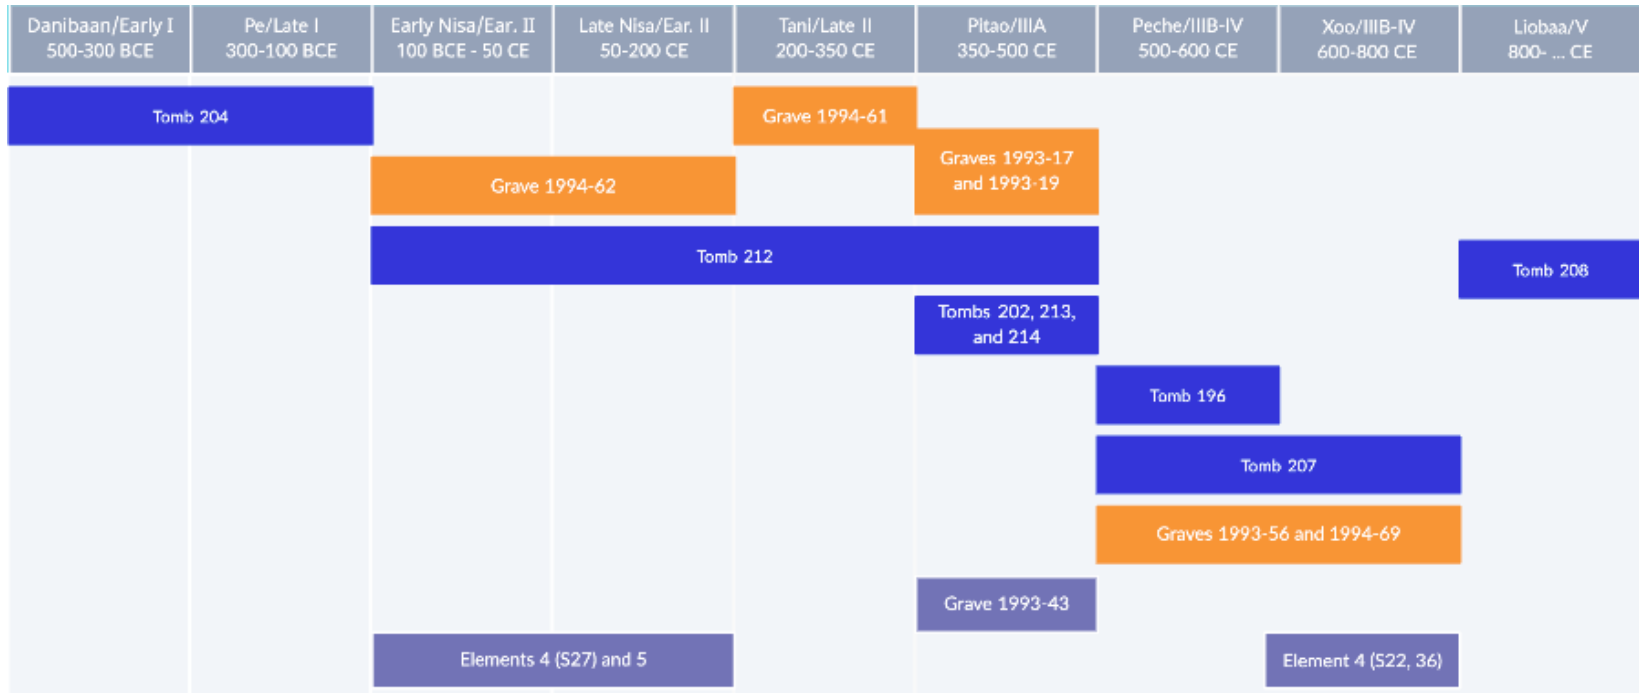 Danibaan/Early I
500-300 BCE
Pe/Late I
300-100 BCE
Early Nisa/Ear. II
100 BCE - 50 CE
Late Nisa/Ear. II
50-200 CE
Tani/Late II
200-350 CE
Pitao/IIIA
350-500 CE
Peche/IIIB-IV
500-600 CE
Xoo/IIIB-IV
600-800 CE
Liobaa/V
800- ... CE
Tomb 204
Grave 1994-61
Graves 1993-17
and 1993-19
Grave 1994-62
Tomb 212
Tomb 208
Tombs 202, 213,
and 214
Tomb 196
Tomb 207
Graves 1993-56 and 1994-69
Grave 1993-43
Elements 4 (S27) and 5
Element 4 (S22, 36)